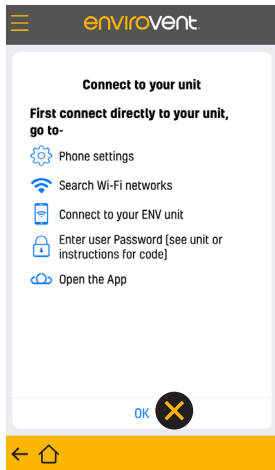 envirovent
Connect to your unit
First connect directly to your unit,
go to-
Phone settings
Search Wi-Fi networks
Connect to your ENV unit
Enter user Password (see unit or
instructions for code)
Open the App
OK